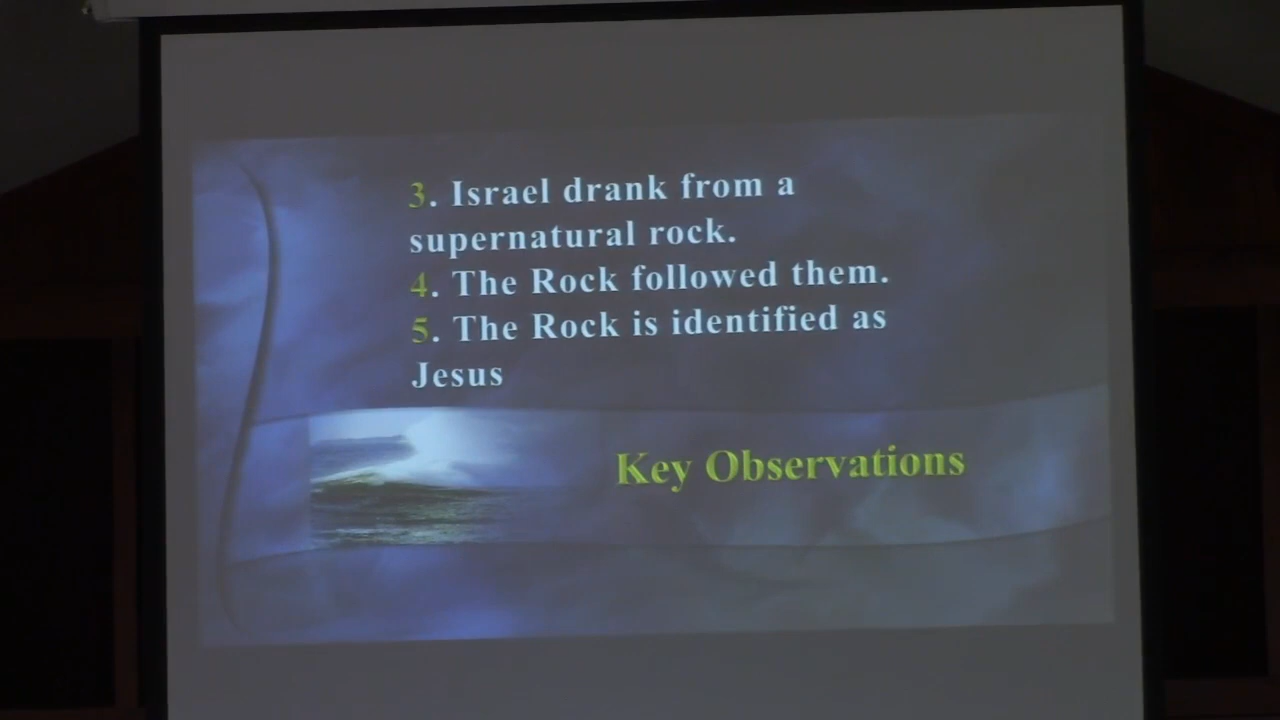 3. Israel drank from a
supernatural rock.
4. The Rock followed them.
5. The Rock is identified as
Jesus
Key Observations